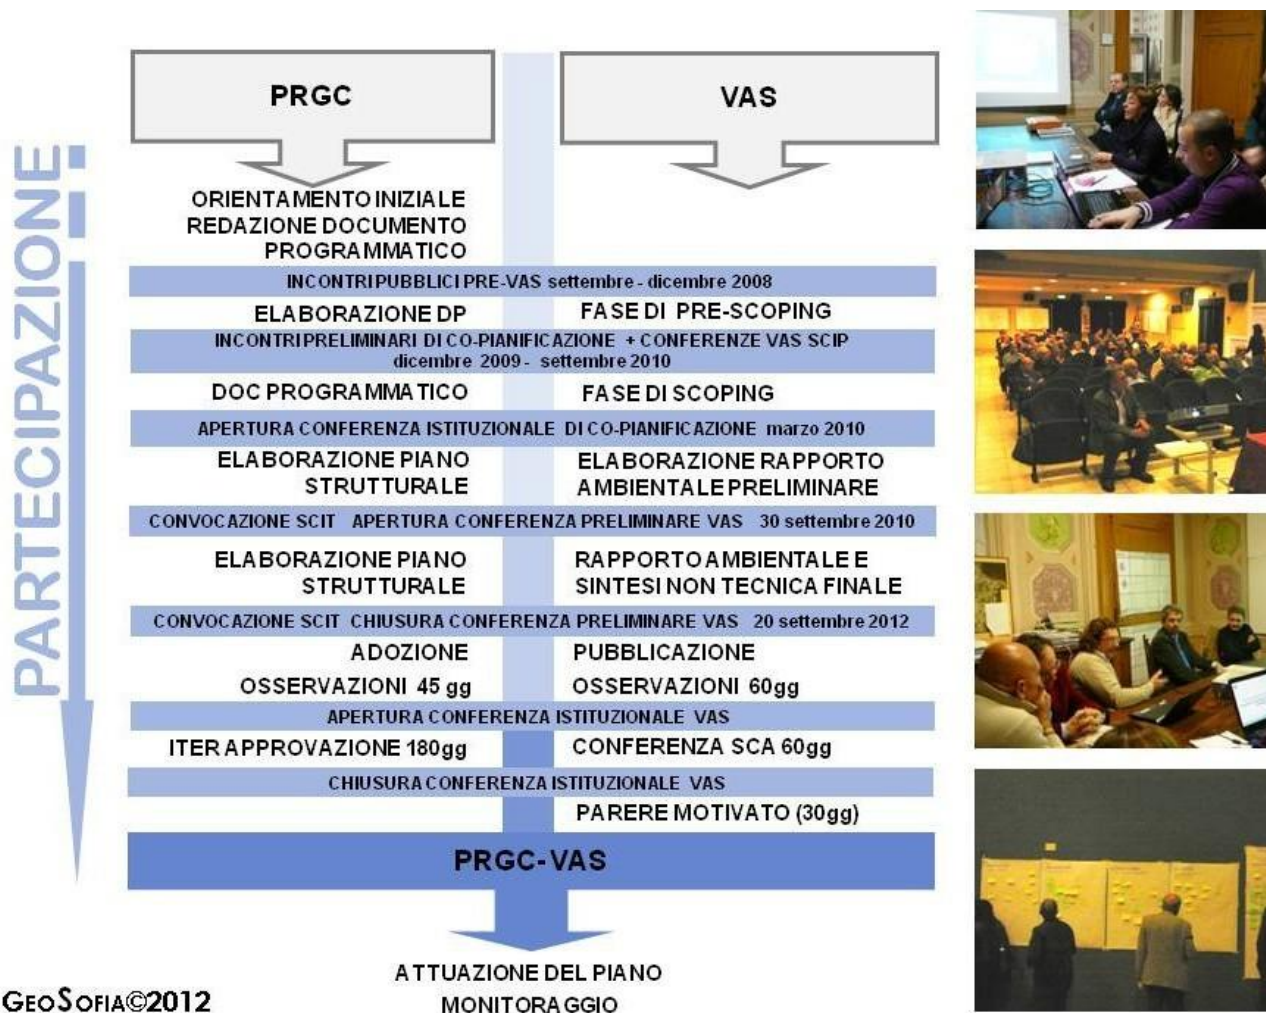 PARTECIPAZIONE
PRGC
VAS
ORIENTAMENTO INIZIALE
REDAZIONE DOCUMENTO
PROGRAMMATICO
INCONTRI PUBBLICI PRE-VAS settembre - dicembre 2008
ELABORAZIONE DP
FASE DI PRE-SCOPING
INCONTRI PRELIMINARI DI CO-PIANIFICAZIONE + CONFERENZE VAS SCIP
dicembre 2009 - settembre 2010
DOC PROGRAMMATICO
FASE DI SCOPING
APERTURA CONFERENZA ISTITUZIONALE DI CO-PIANIFICAZIONE marzo 2010
ELABORAZIONE PIANO
STRUTTURALE
ELABORAZIONE RAPPORTO
AMBIENTALE PRELIMINARE
CONVOCAZIONE SCIT APERTURA CONFERENZA PRELIMINARE VAS 30 settembre 2010
ELABORAZIONE PIANO
STRUTTURALE
RAPPORTO AMBIENTALE E
SINTESI NON TECNICA FINALE
CONVOCAZIONE SCIT CHIUSURA CONFERENZA PRELIMINARE VAS 20 settembre 2012
ADOZIONE
PUBBLICAZIONE
OSSERVAZIONI 45 gg
OSSERVAZIONI 60gg
APERTURA CONFERENZA ISTITUZIONALE VAS
ITER APPROVAZIONE 180gg
CONFERENZA SCA 60gg
CHIUSURA CONFERENZA ISTITUZIONALE VAS
PARERE MOTIVATO (30gg)
PRGC-VAS
ATTUAZIONE DEL PIANO
MONITORAGGIO
GEOSOFIA©2012